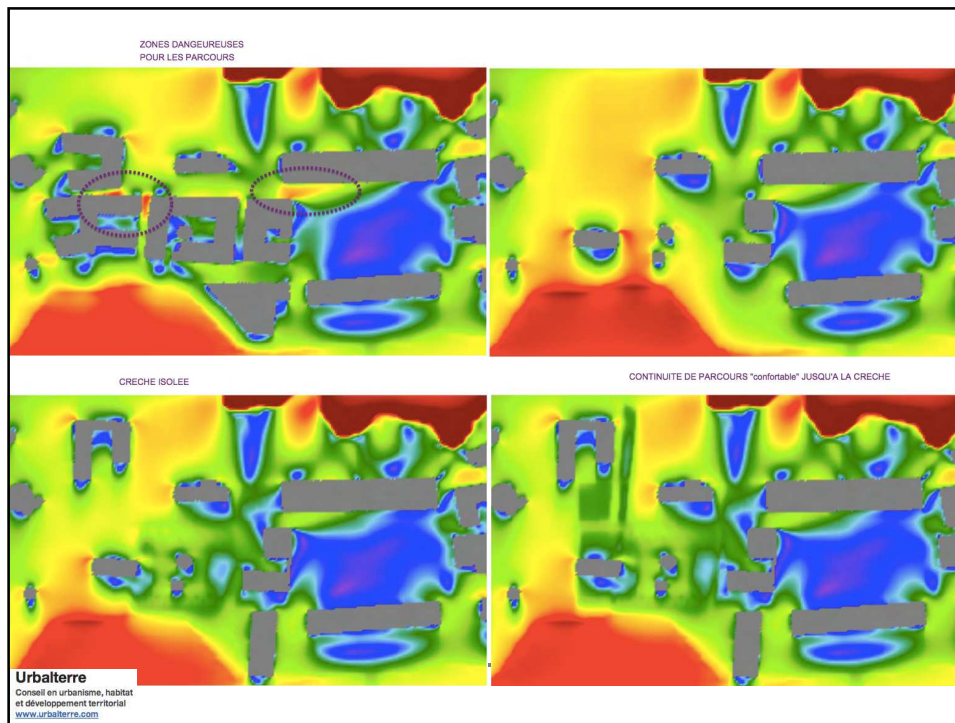 ZONES DANGEUREUSES
POUR LES PARCOURS
CRECHE ISOLEE
CONTINUITE DE PARCOURS "confortable" JUSQU'A LA CRECHE
Urbalterre
Conseil en urbanisme, habitat
et développement territorial
www.urbalterre.com